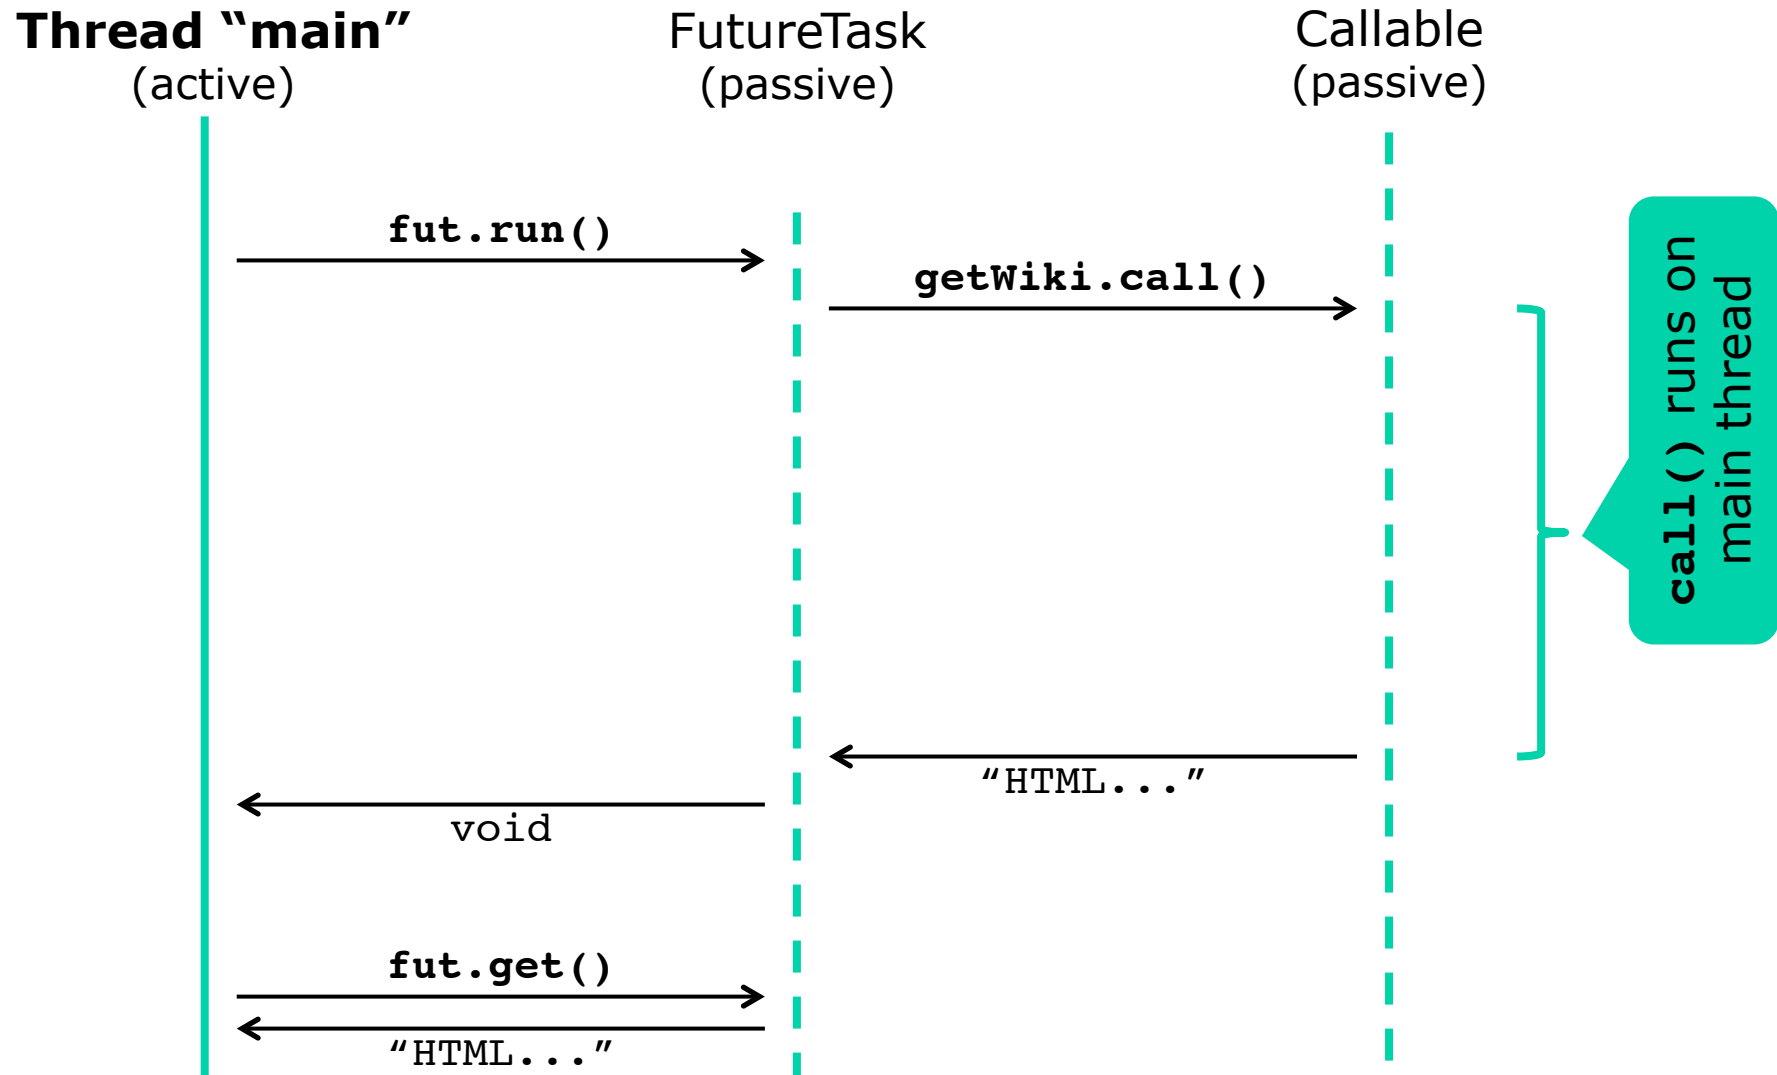 Thread “main”
(active)
FutureTask
(passive)
Callable
(passive)
fut.run()
getWiki.call()
call() runs on
main thread
“HTML...”
void
fut.get()
“HTML...”